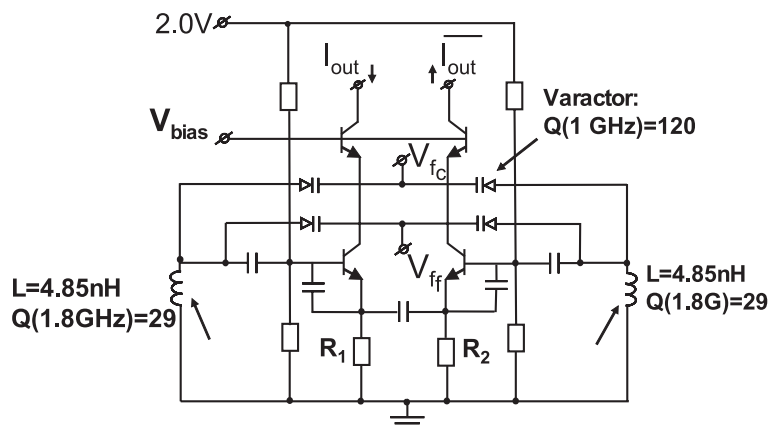 2.0V
I_out
I_out
Varactor:
Q(1 GHz)=120
V_bias
V_fc
V_ff
L=4.85nH
Q(1.8GHz)=29
L=4.85nH
Q(1.8G)=29
R_1
R_2